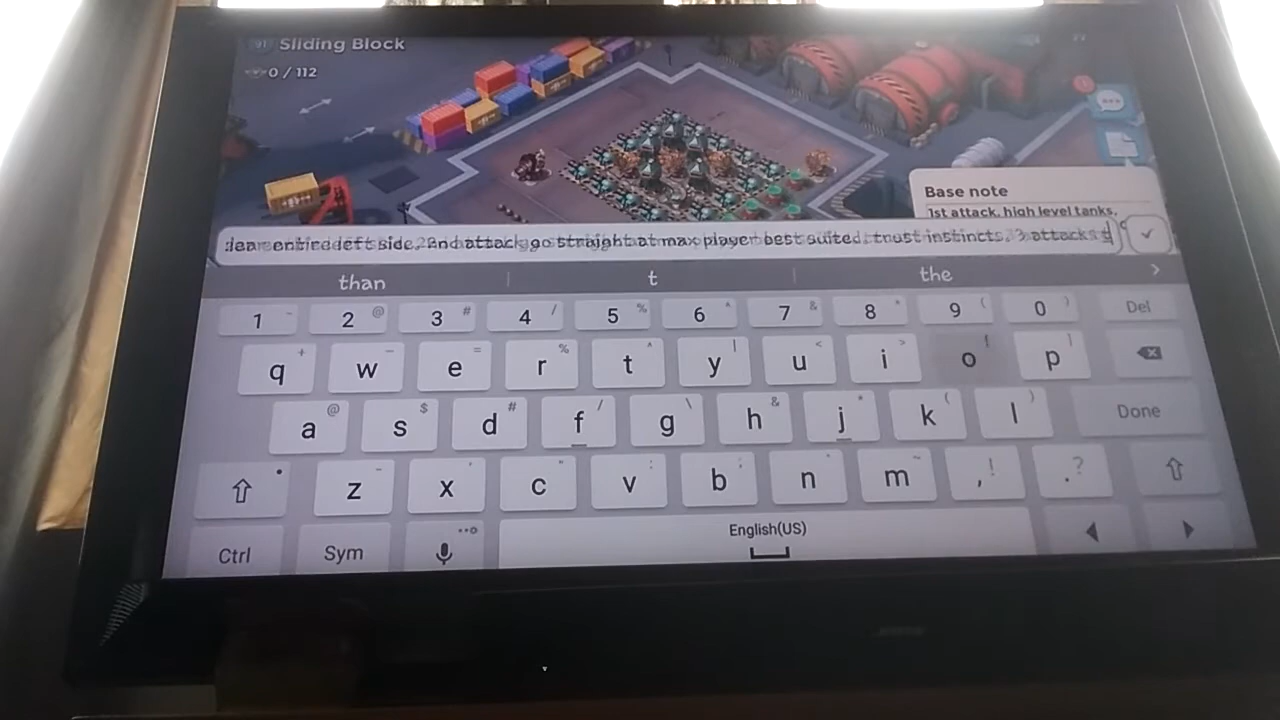 91 Sliding Block
0 / 112
Base note
1st attack, high level tanks,
side, 2nd attack go straight at max player best suited. trust instincts. 3 attacks t
than t the
1 2 @ 3 # 4 / 5 % 6 ^ 7 & 8 * 9 ( 0 ) Del
q + w - e = r % t ^ y | u < i > o p
a @ s $ d # f / g \ h & j * k ( l ) Done
z x c v b n m , ! . ?
Ctrl Sym English(US)